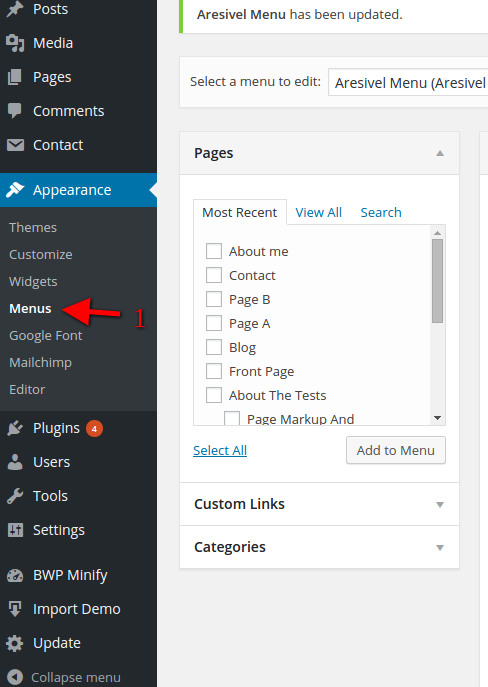 Posts
Media
Pages
Comments
Contact
Appearance
Themes
Customize
Widgets
Menus
1
Google Font
Mailchimp
Editor
Plugins 4
Users
Tools
Settings
BWP Minify
Import Demo
Update
Collapse menu
Aresivel Menu has been updated.
Select a menu to edit: Aresivel Menu (Aresivel
Pages
Most Recent View All Search
About me
Contact
Page B
Page A
Blog
Front Page
About The Tests
Page Markup And
Select All Add to Menu
Custom Links
Categories